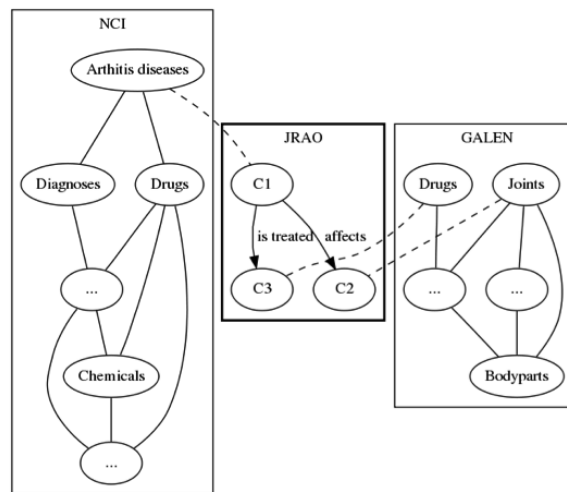 NCI
Arthitis diseases
Diagnoses
Drugs
...
Chemicals
...
JRAO
C1
is treated
affects
C3
C2
GALEN
Drugs
Joints
...
...
Bodyparts